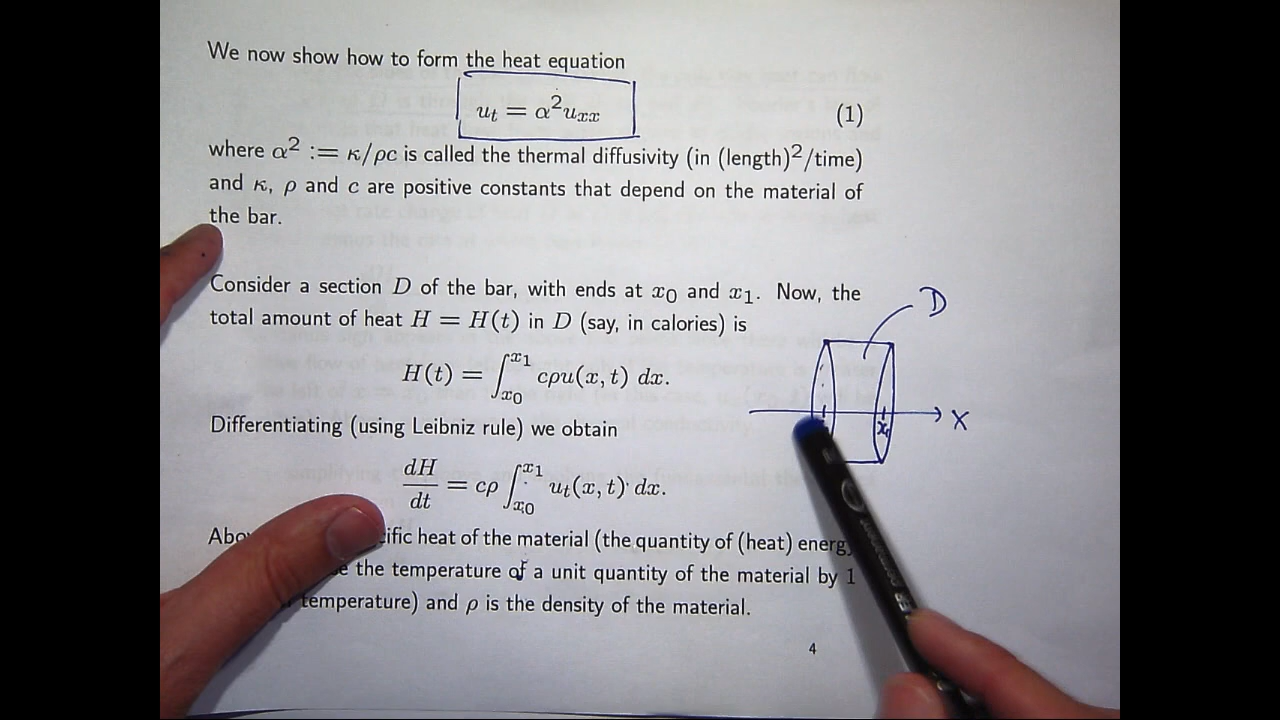 We now show how to form the heat equation
u_t = α²u_xx (1)
where α² := κ/ρc is called the thermal diffusivity (in (length)²/time)
and κ, ρ and c are positive constants that depend on the material of
the bar.
Consider a section D of the bar, with ends at x₀ and x₁. Now, the
total amount of heat H = H(t) in D (say, in calories) is
D
H(t) = ∫_{x₀}^{x₁} cρu(x, t) dx.
X
x₁
Differentiating (using Leibniz rule) we obtain
dH/dt = cρ ∫_{x₀}^{x₁} u_t(x, t) dx.
heat of the material (the quantity of (heat) energy
the temperature of a unit quantity of the material by 1
temperature) and ρ is the density of the material.
4